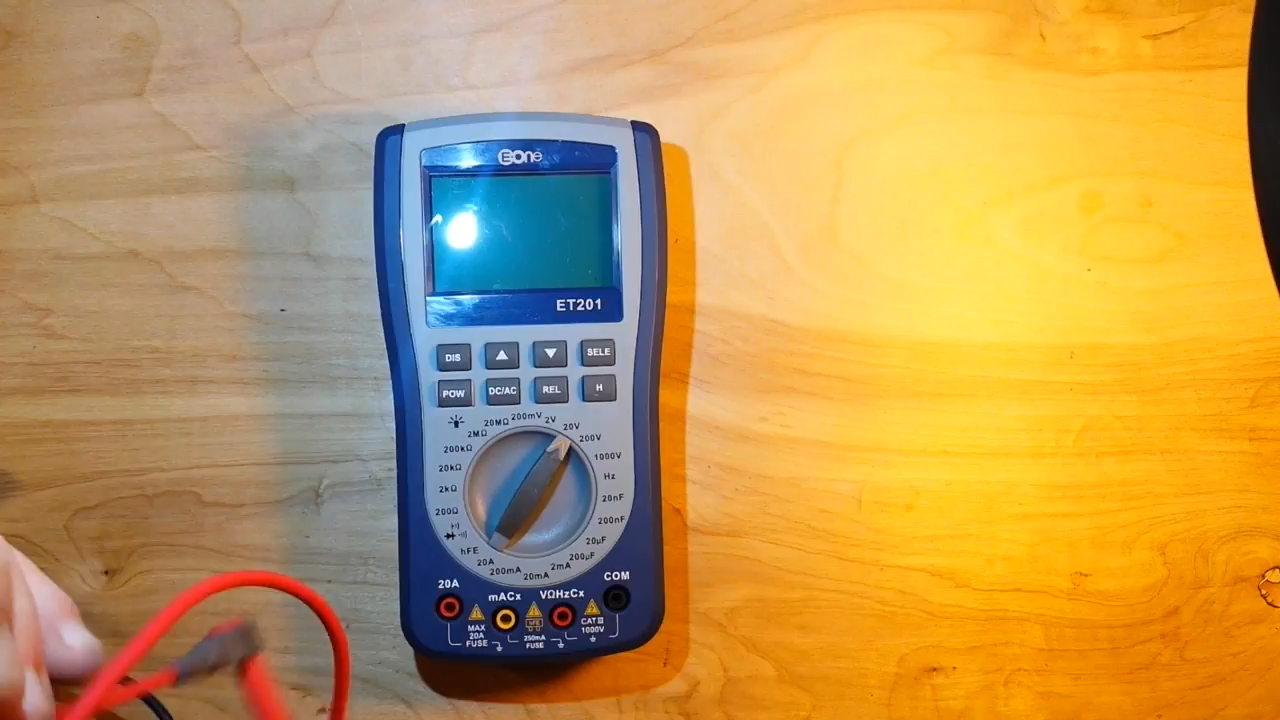 EONE
ET201
DIS ▲ ▼ SELE
POW DC/AC REL H
20MΩ 200mV 2V 20V
2MΩ 200V
200kΩ 1000V
20kΩ Hz
2kΩ 20nF
200Ω 200nF
20μF
hFE 200μF
20A 200mA 20mA 2mA
20A mACx VΩHzCx COM
MAX
20A
FUSE
hFE
250mA
FUSE
CAT III
1000V